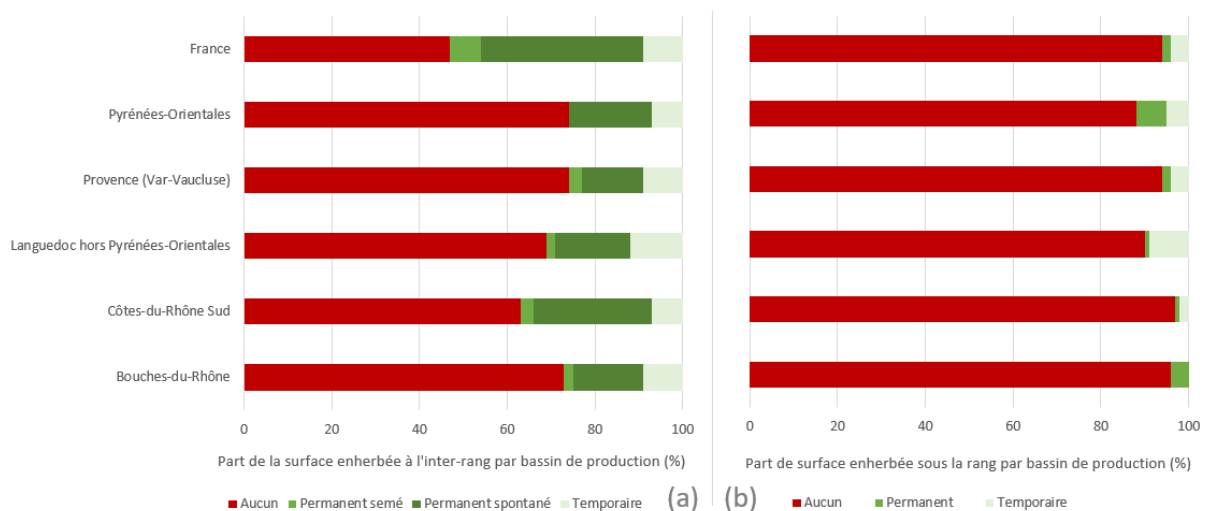 France
Pyrénées-Orientales
Provence (Var-Vaucluse)
Languedoc hors Pyrénées-Orientales
Côtes-du-Rhône Sud
Bouches-du-Rhône
0 20 40 60 80 100
Part de la surface enherbée à l'inter-rang par bassin de production (%)
Aucun Permanent semé Permanent spontané Temporaire
(a)
0 20 40 60 80 100
Part de surface enherbée sous la rang par bassin de production (%)
(b)
Aucun Permanent Temporaire